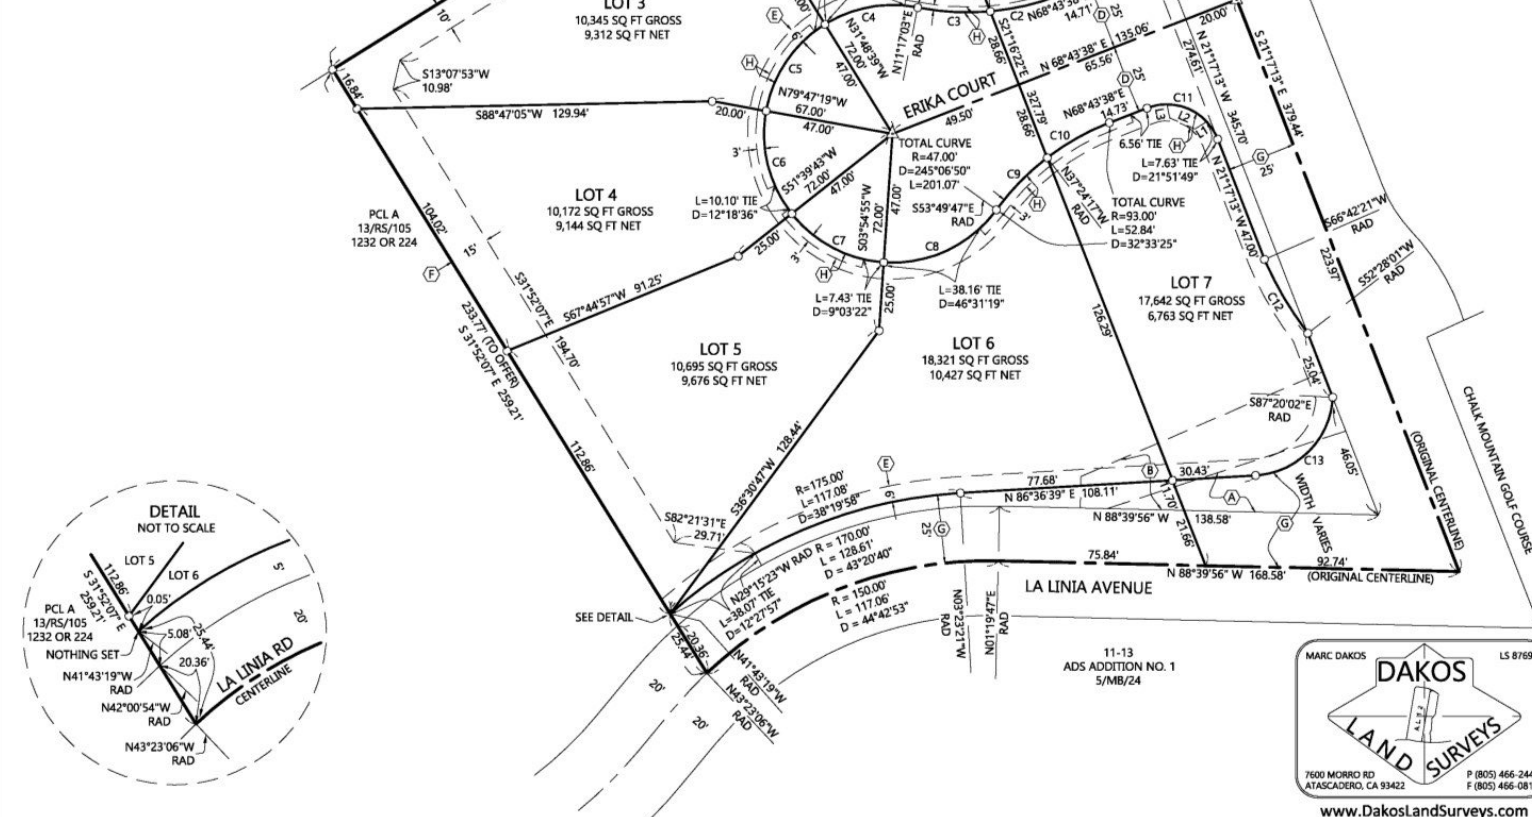 LOT 3
10,345 SQ FT GROSS
9,312 SQ FT NET
10'
16.84'
S13°07'53"W
10.98'
S88°47'05"W 129.94'
20.00'
N79°47'19"W
67.00'
47.00'
E
6'
H
C5
C4
C3
C2
N31°48'39"W
72.00'
47.00'
N11°17'03"E
RAD
H
S21°16'22"E
28.66'
327.79'
28.66'
N68°43'38"
14.71'
D
25'
N 68°43'38" E 135.06'
65.56'
20.00'
D
25'
ERIKA COURT
49.50'
N68°43'38"E
14.73'
C11
L3
L2
L1
H
6.56' TIE
L=7.63' TIE
D=21°51'49"
N 21°17'13" W 345.70'
274.61'
S 21°17'13" E 379.44'
G
25'
C10
TOTAL CURVE
R=47.00'
D=245°06'50"
L=201.07'
S53°49'47"E
RAD
C9
H
3'
N37°24'17"W
RAD
TOTAL CURVE
R=93.00'
L=52.84'
D=32°33'25"
N 21°17'13" W 47.00'
S66°42'21"W
RAD
223.97'
S52°28'01"W
RAD
3'
C6
S51°39'43"W
72.00'
47.00'
L=10.10' TIE
D=12°18'36"
LOT 4
10,172 SQ FT GROSS
9,144 SQ FT NET
PCL A
13/RS/105
1232 OR 224
104.02'
15'
F
25.00'
C7
3'
H
S03°54'55"W
72.00'
47.00'
C8
L=7.43' TIE
D=9°03'22"
25.00'
L=38.16' TIE
D=46°31'19"
LOT 7
17,642 SQ FT GROSS
6,763 SQ FT NET
C12
S67°44'57"W 91.25'
S31°52'07"E
194.70'
233.77' (TO OFFER)
S 31°52'07" E 259.21'
126.29'
LOT 5
10,695 SQ FT GROSS
9,676 SQ FT NET
LOT 6
18,321 SQ FT GROSS
10,427 SQ FT NET
25.04'
S87°20'02"E
RAD
CHALK MOUNTAIN GOLF COURSE
(ORIGINAL CENTERLINE)
46.05'
C13
112.86'
S36°30'47"W 128.44'
R=175.00'
L=117.08'
D=38°19'58"
E
6'
77.68'
N 86°36'39" E 108.11'
B
30.43'
A
11.70'
21.66'
G
WIDTH VARIES
S82°21'31"E
29.71'
25'
G
N 88°39'56" W 138.58'
N29°15'23"W RAD
L=38.07' TIE
D=12°27'57"
R = 170.00'
L = 128.61'
D = 43°20'40"
75.84'
92.74'
N 88°39'56" W 168.58'
(ORIGINAL CENTERLINE)
LA LINIA AVENUE
R = 150.00'
L = 117.06'
D = 44°42'53"
N03°23'21"W
RAD
N01°19'47"E
RAD
SEE DETAIL
20.36'
25.44'
N41°43'19"W
RAD
N43°23'06"W
RAD
20'
20'
11-13
ADS ADDITION NO. 1
5/MB/24
DETAIL
NOT TO SCALE
LOT 5
LOT 6
112.86'
S 31°52'07" E
259.21'
5'
0.05'
PCL A
13/RS/105
1232 OR 224
NOTHING SET
5.08'
25.44'
20.36'
20'
LA LINIA RD
CENTERLINE
N41°43'19"W
RAD
N42°00'54"W
RAD
N43°23'06"W
RAD
MARC DAKOS
LS 8769
DAKOS
LAND SURVEYS
7600 MORRO RD
ATASCADERO, CA 93422
P (805) 466-244
F (805) 466-081
www.DakosLandSurveys.com